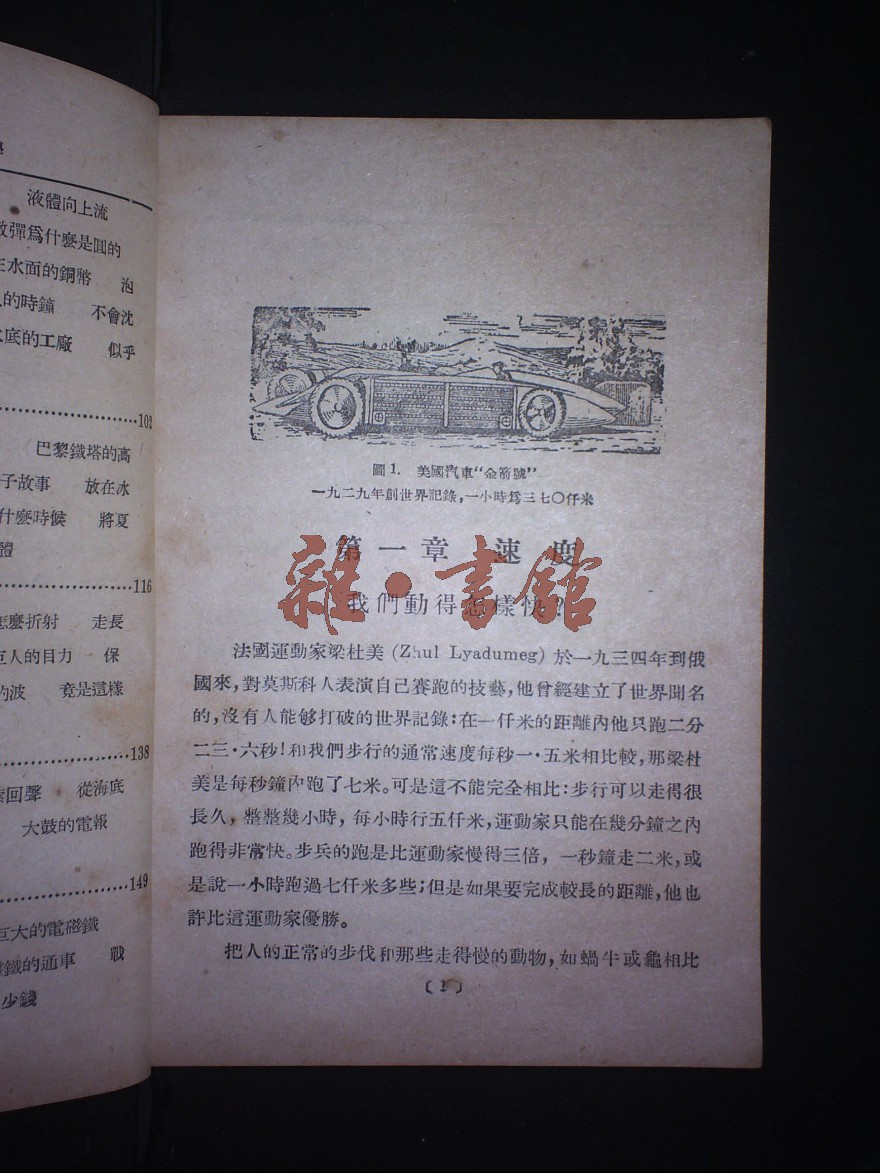 液體向上流
彈爲什麽是圓的
水面的銅幣 泡
的時鐘 不會沈
底的工廠 似乎
102
巴黎鐵塔的高
子故事 放在冰
什麽時候 將夏
體
116
怎麽折射 走長
巨人的目力 保
的波 竟是這樣
138
回聲 從海底
大鼓的電報
149
巨大的電磁鐵
鐵的通車 戰
少錢
圖1. 美國汽車“金箭號”
一九二九年創世界記錄,一小時爲三七〇仟米
第一章 速度
我們動得怎樣快?
雜·書館
法國運動家梁杜美 (Zhul Lyadumeg) 於一九三四年到俄
國來,對莫斯科人表演自己賽跑的技藝,他曾經建立了世界聞名
的,沒有人能够打破的世界記錄:在一仟米的距離內他只跑二分
二三·六秒!和我們步行的通常速度每秒一·五米相比較,那梁杜
美是每秒鐘內跑了七米。可是這不能完全相比:步行可以走得很
長久,整整幾小時,每小時行五仟米,運動家只能在幾分鐘之內
跑得非常快。步兵的跑是比運動家慢得三倍,一秒鐘走二米,或
是說一小時跑過七仟米多些;但是如果要完成較長的距離,他也
許比這運動家優勝。
把人的正常的步伐和那些走得慢的動物,如蝸牛或龜相比
〔1〕